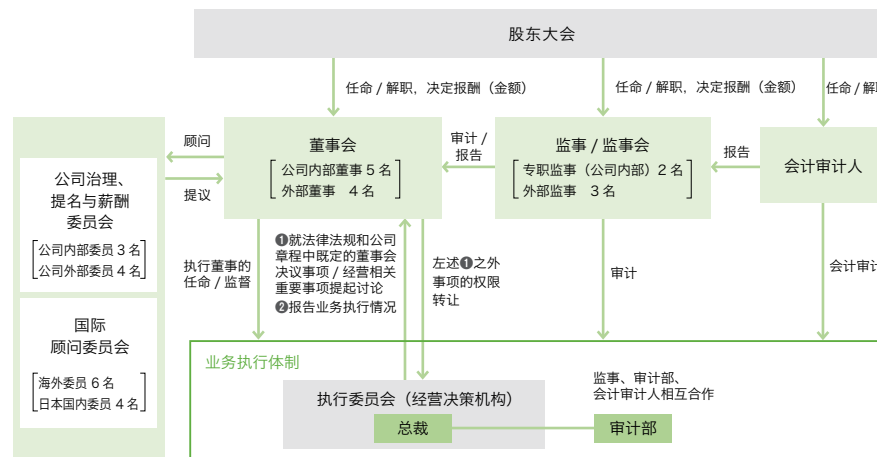 股东大会
任命 / 解职，决定报酬（金额）
任命 / 解职，决定报酬（金额）
任命 / 解
顾问
提议
董事会
公司内部董事 5 名
外部董事 4 名
审计 /
报告
监事 / 监事会
专职监事（公司内部）2 名
外部监事 3 名
报告
会计审计人
公司治理、
提名与薪酬
委员会
公司内部委员 3 名
公司外部委员 4 名
国际
顾问委员会
海外委员 6 名
日本国内委员 4 名
执行董事的
任命 / 监督
❶就法律法规和公司
章程中既定的董事会
决议事项 / 经营相关
重要事项提起讨论
❷报告业务执行情况
左述❶之外
事项的权限
转让
审计
会计审计
业务执行体制
执行委员会（经营决策机构）
总裁
监事、审计部、
会计审计人相互合作
审计部